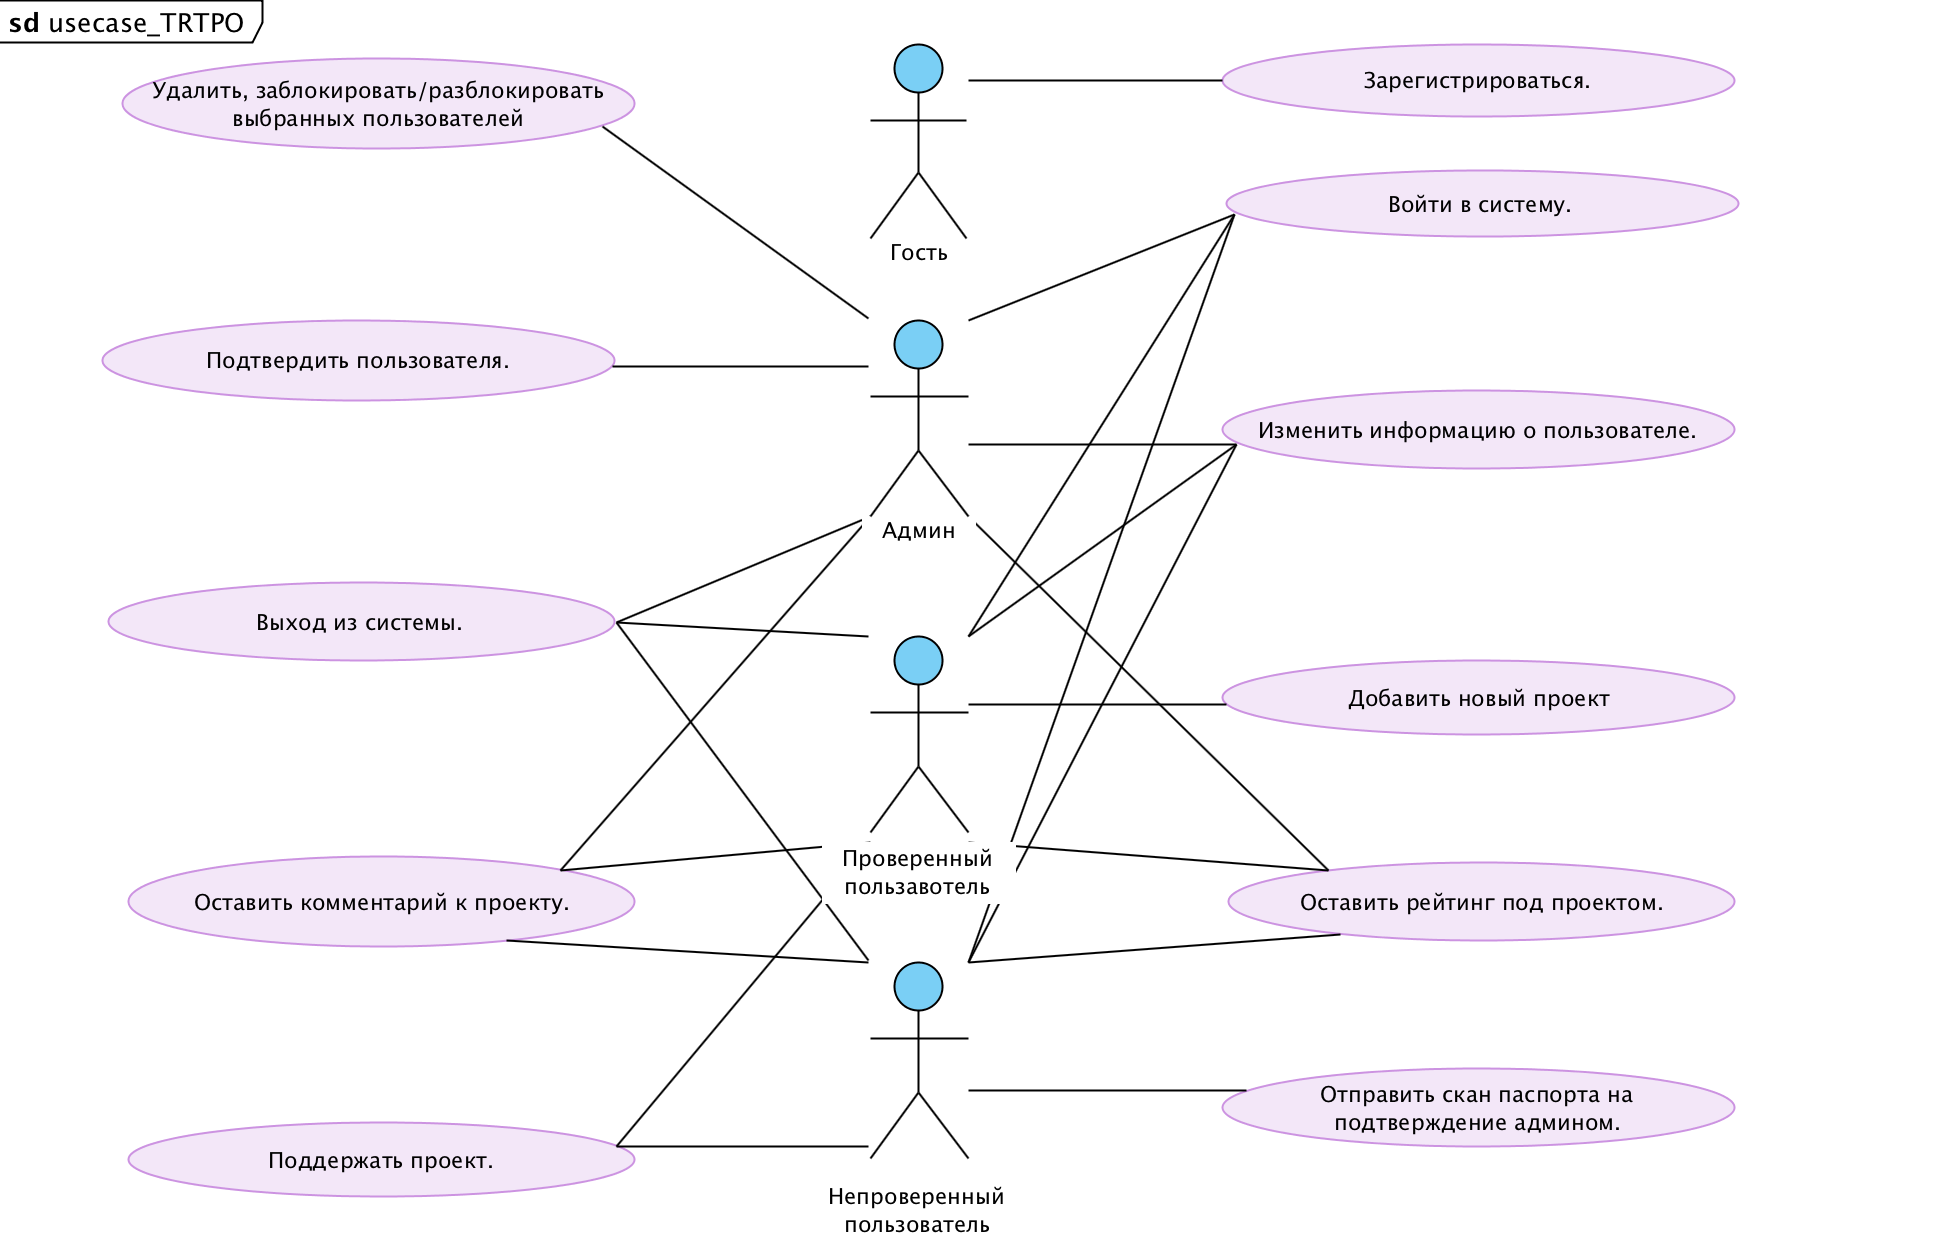 sd usecase_TRTPO
Удалить, заблокировать/разблокировать
выбранных пользователей
Зарегистрироваться.
Войти в систему.
Гость
Подтвердить пользователя.
Изменить информацию о пользователе.
Админ
Выход из системы.
Добавить новый проект
Проверенный
пользавотель
Оставить комментарий к проекту.
Оставить рейтинг под проектом.
Отправить скан паспорта на
подтверждение админом.
Поддержать проект.
Непроверенный
пользователь